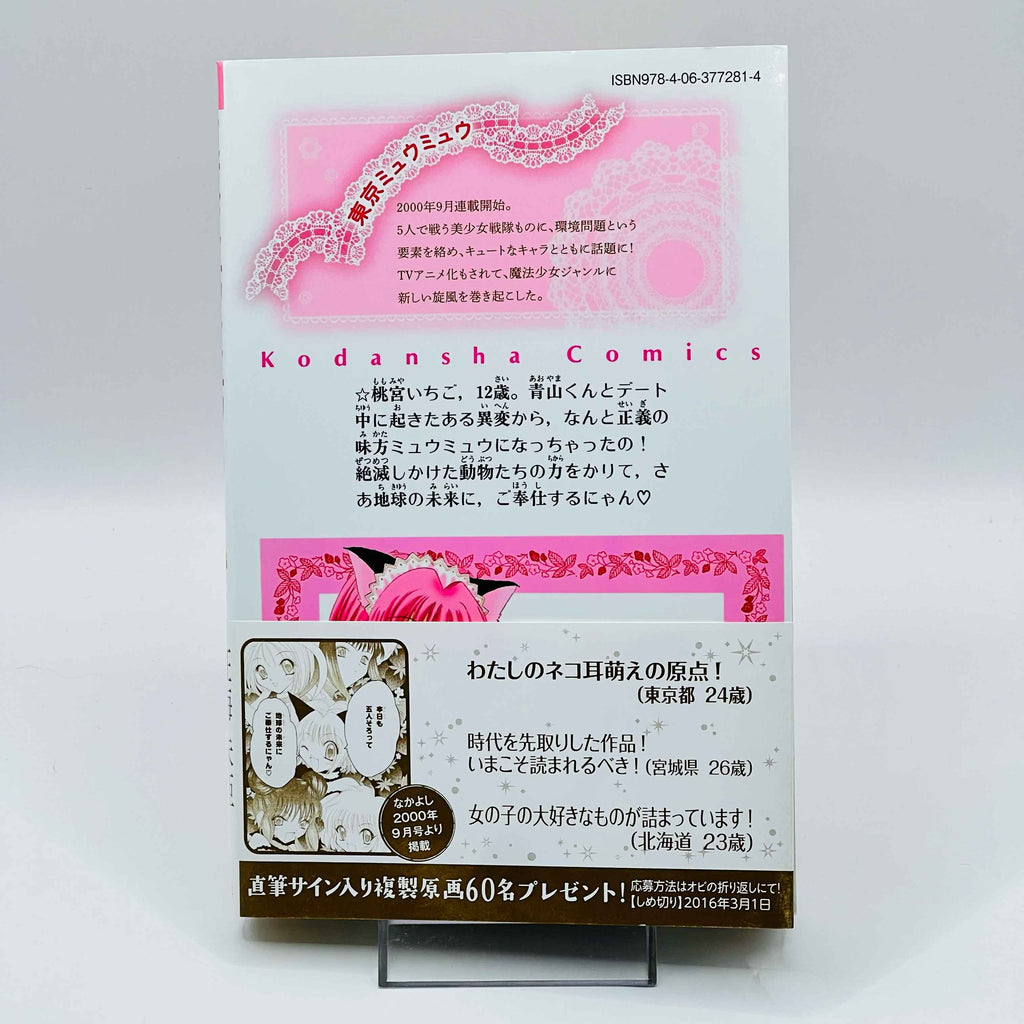 ISBN978-4-06-377281-4
東京ミュウミュウ
2000年9月連載開始。
5人で戦う美少女戦隊ものに、環境問題という
要素を絡め、キュートなキャラとともに話題に!
TVアニメ化もされて、魔法少女ジャンルに
新しい旋風を巻き起こした。
Kodansha Comics
☆桃宮いちご，12歳。青山くんとデート
中に起きたある異変から，なんと正義の
味方ミュウミュウになっちゃったの!
絶滅しかけた動物たちの力をかりて，さ
あ地球の未来に，ご奉仕するにゃん♡
本日も
五人そろって
地球の未来に
ご奉仕するにゃん♡
なかよし
2000年
9月号より
掲載
わたしのネコ耳萌えの原点!
(東京都 24歳)
時代を先取りした作品!
いまこそ読まれるべき!(宮城県 26歳)
女の子の大好きなものが詰まっています!
(北海道 23歳)
直筆サイン入り複製原画60名プレゼント!
応募方法はオビの折り返しにて!
【しめ切り】2016年3月1日